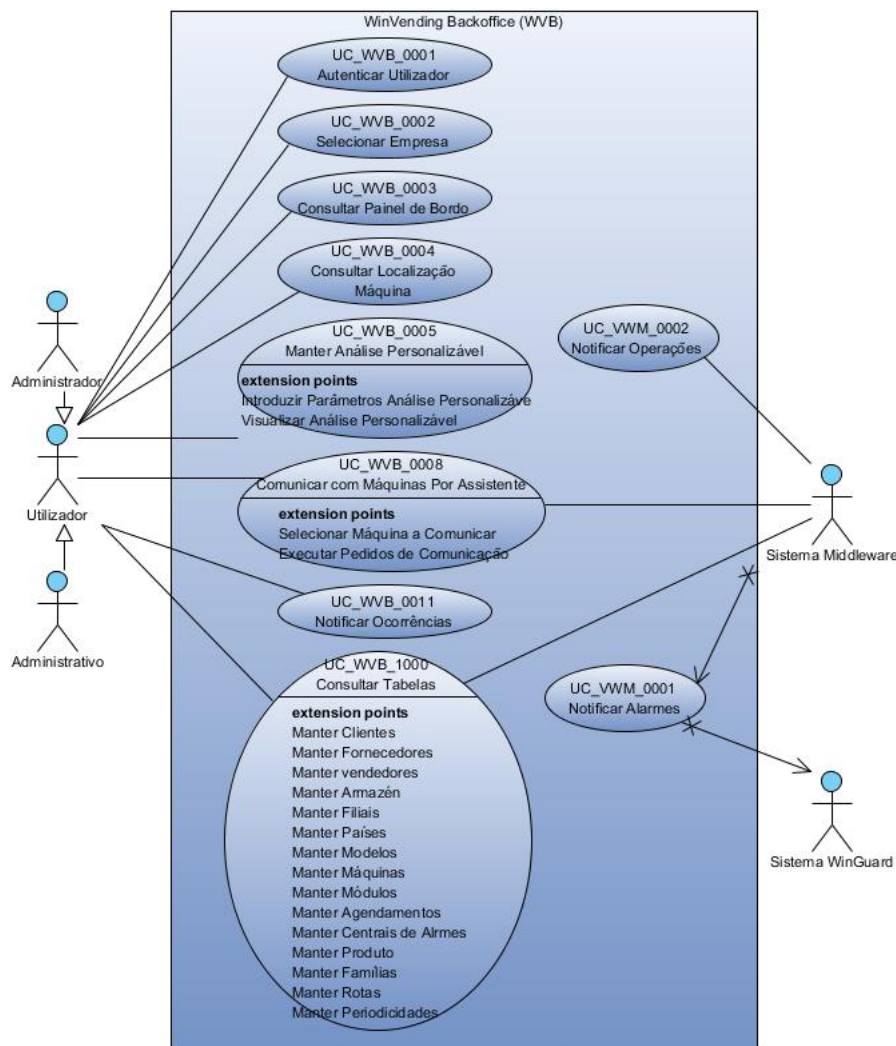 WinVending Backoffice (WVB)
UC_WVB_0001
Autenticar Utilizador
UC_WVB_0002
Selecionar Empresa
UC_WVB_0003
Consultar Painel de Bordo
UC_WVB_0004
Consultar Localização
Máquina
UC_WVB_0005
Manter Análise Personalizável
extension points
Introduzir Parâmetros Análise Personalizáve
Visualizar Análise Personalizável
UC_VWM_0002
Notificar Operações
Administrador
Utilizador
Administrativo
UC_WVB_0008
Comunicar com Máquinas Por Assistente
extension points
Selecionar Máquina a Comunicar
Executar Pedidos de Comunicação
Sistema Middleware
UC_WVB_0011
Notificar Ocorrências
UC_WVB_1000
Consultar Tabelas
extension points
Manter Clientes
Manter Fornecedores
Manter vendedores
Manter Armazén
Manter Filiais
Manter Países
Manter Modelos
Manter Máquinas
Manter Módulos
Manter Agendamentos
Manter Centrais de Alrmes
Manter Produto
Manter Famílias
Manter Rotas
Manter Periodicidades
UC_VWM_0001
Notificar Alarmes
Sistema WinGuard